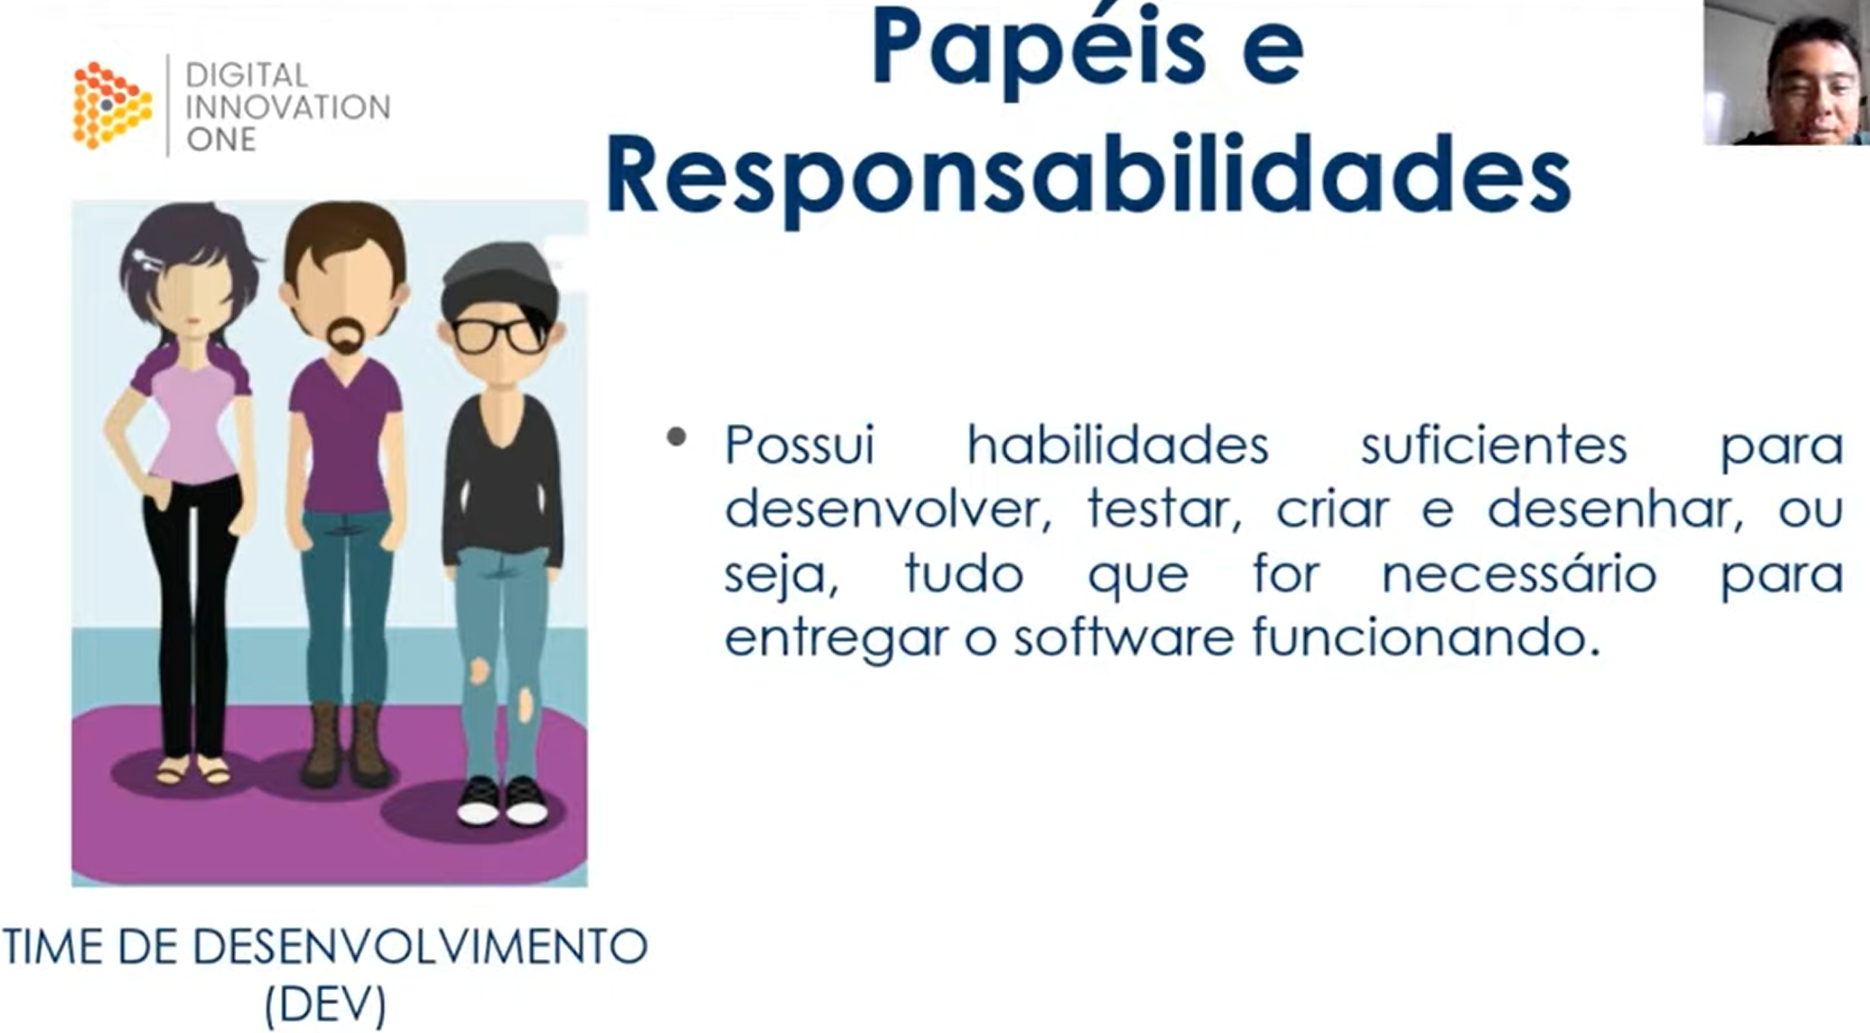 Papéis e
Responsabilidades
DIGITAL
INNOVATION
ONE
Possui habilidades suficientes para
desenvolver, testar, criar e desenhar, ou
seja, tudo que for necessário para
entregar o software funcionando.
TIME DE DESENVOLVIMENTO
(DEV)